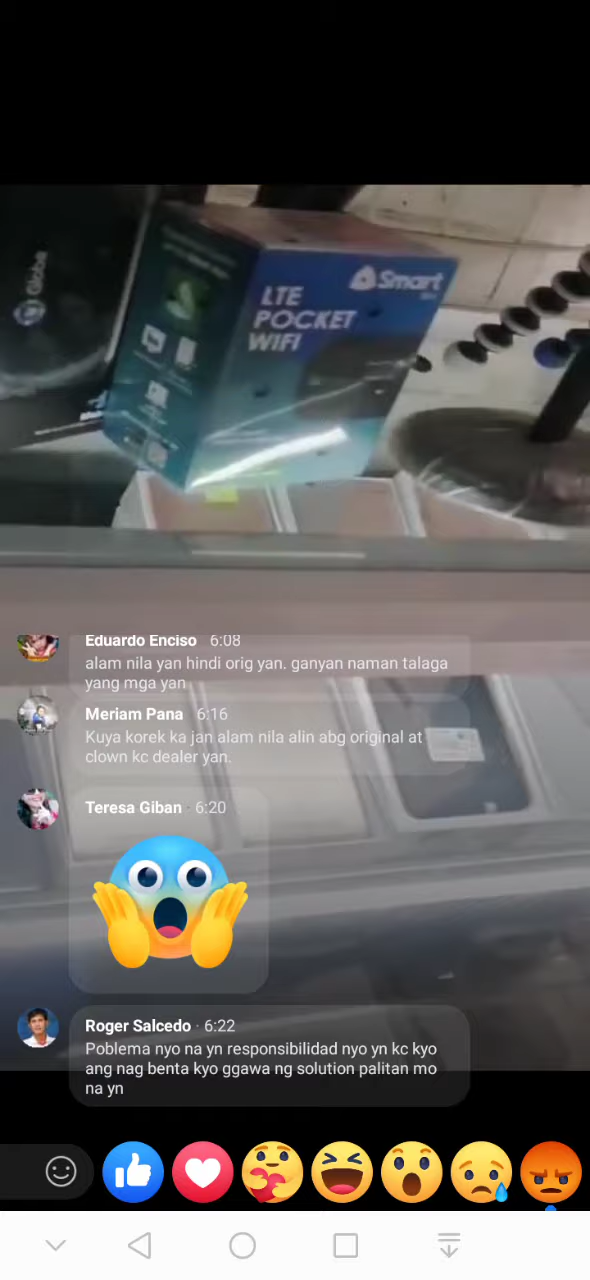 Globe
Smart
LTE
POCKET
WIFI
Eduardo Enciso 6:08
alam nila yan hindi orig yan. ganyan naman talaga
yang mga yan
Meriam Pana · 6:16
Kuya korek ka jan alam nila alin abg original at
clown kc dealer yan.
Teresa Giban · 6:20
Roger Salcedo · 6:22
Poblema nyo na yn responsibilidad nyo yn kc kyo
ang nag benta kyo ggawa ng solution palitan mo
na yn